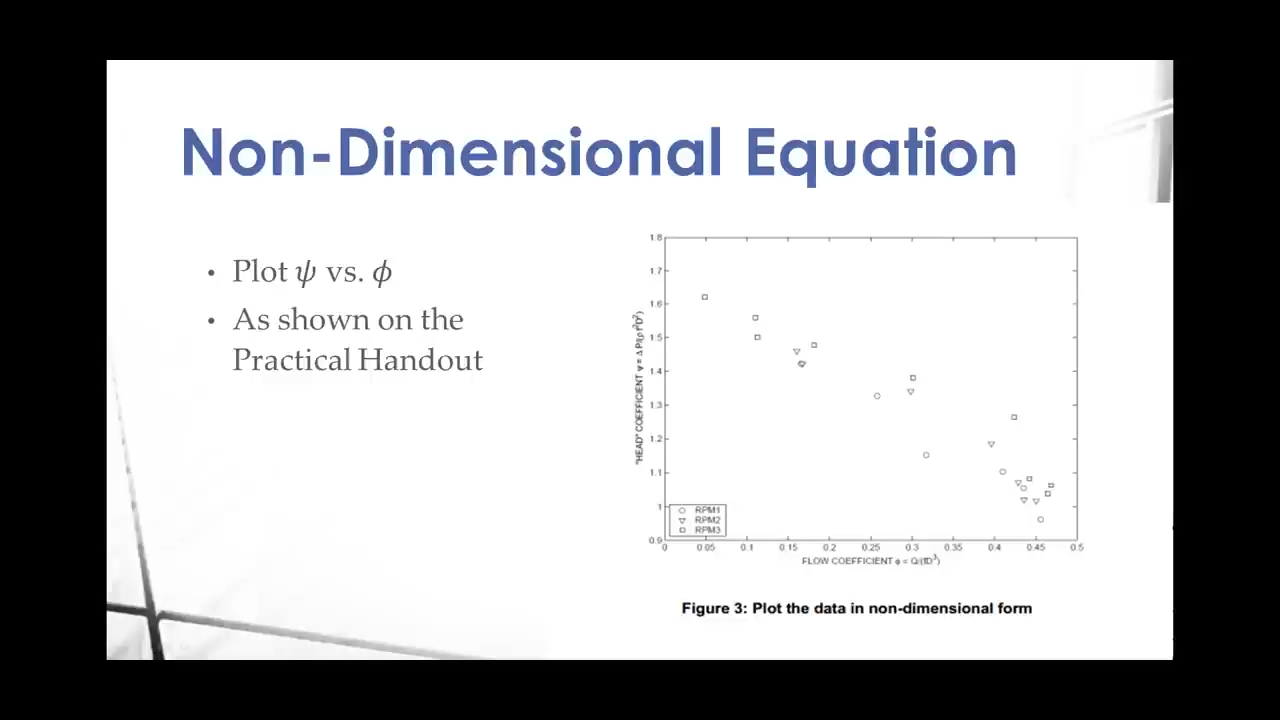 Non-Dimensional Equation
• Plot ψ vs. ϕ
• As shown on the
Practical Handout
"HEAD" COEFFICIENT ψ = Δ P/(ρ f²D²)
1.8
1.7
1.6
1.5
1.4
1.3
1.2
1.1
1
0.9
RPM1
RPM2
RPM3
0 0.05 0.1 0.15 0.2 0.25 0.3 0.35 0.4 0.45 0.5
FLOW COEFFICIENT φ = Q/(fD³)
Figure 3: Plot the data in non-dimensional form